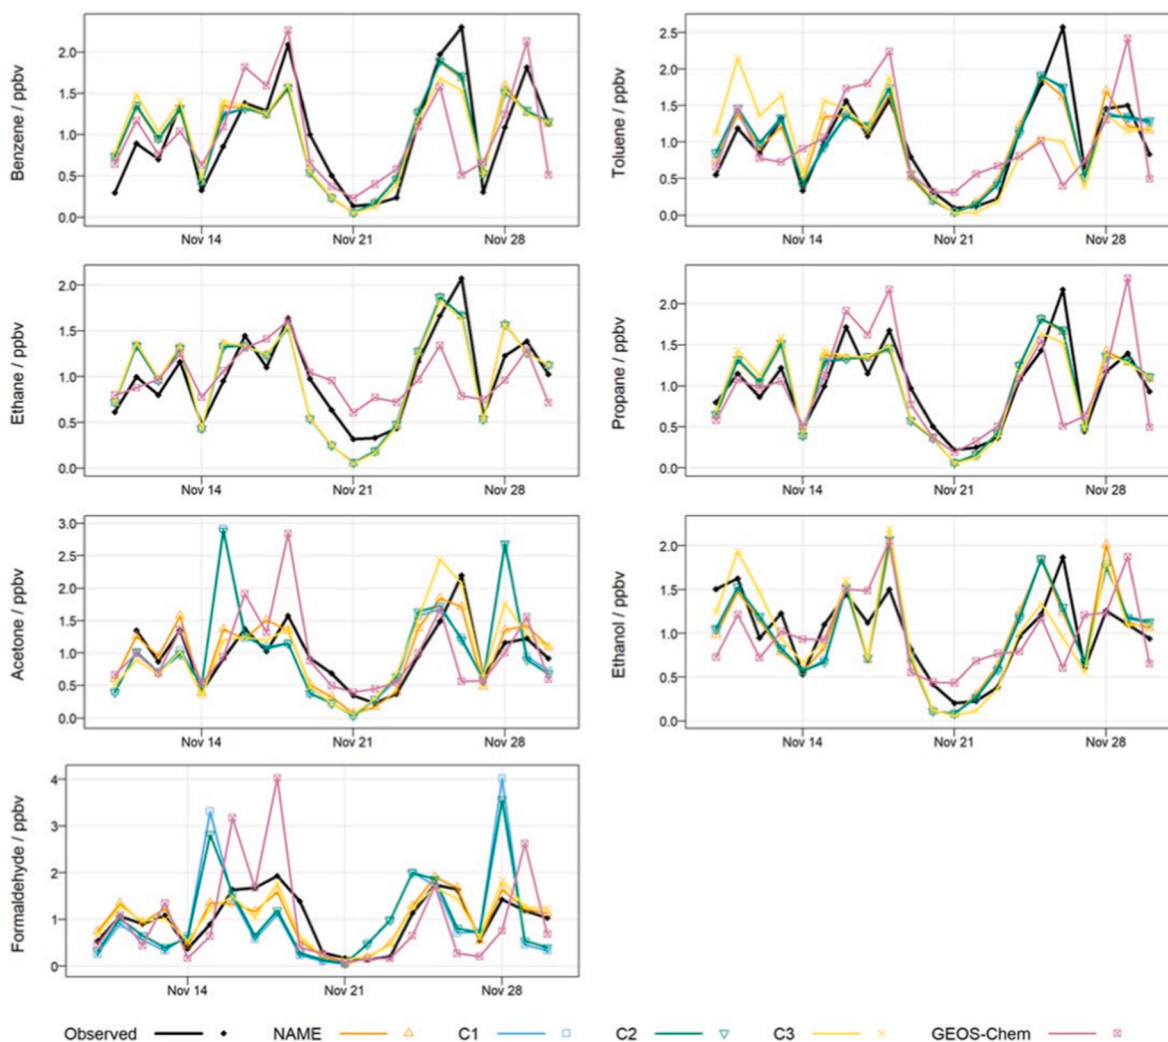 Benzene / ppbv
2.0
1.5
1.0
0.5
0.0
Nov 14 Nov 21 Nov 28
Toluene / ppbv
2.5
2.0
1.5
1.0
0.5
0.0
Nov 14 Nov 21 Nov 28
Ethane / ppbv
2.0
1.5
1.0
0.5
0.0
Nov 14 Nov 21 Nov 28
Propane / ppbv
2.0
1.5
1.0
0.5
0.0
Nov 14 Nov 21 Nov 28
Acetone / ppbv
3.0
2.5
2.0
1.5
1.0
0.5
0.0
Nov 14 Nov 21 Nov 28
Ethanol / ppbv
2.0
1.5
1.0
0.5
0.0
Nov 14 Nov 21 Nov 28
Formaldehyde / ppbv
4
3
2
1
0
Nov 14 Nov 21 Nov 28
Observed NAME C1 C2 C3 GEOS-Chem